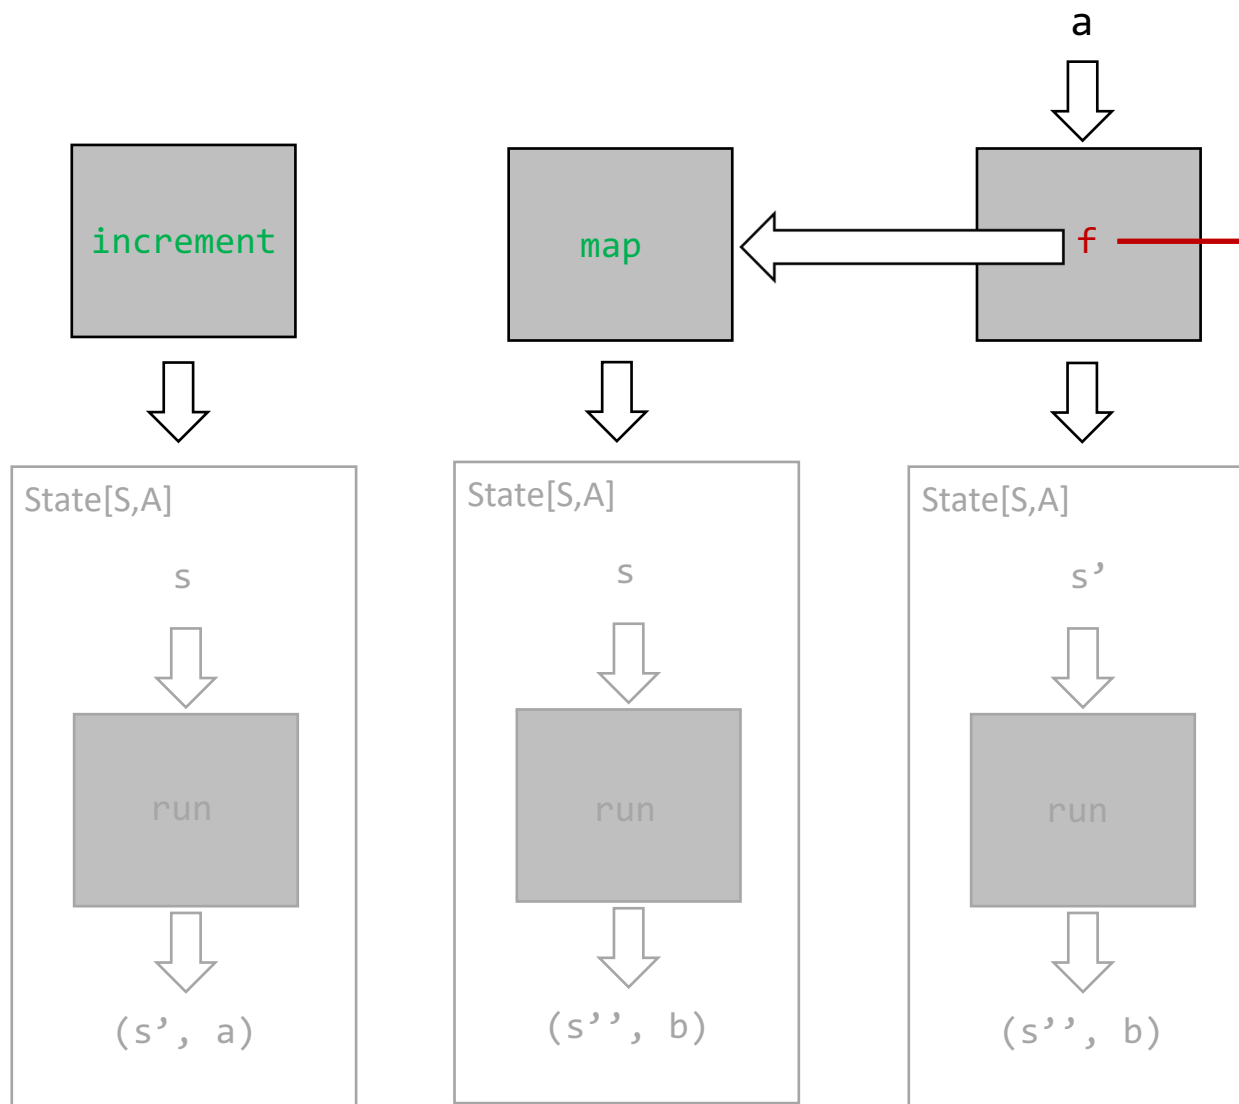 a
increment
map
f
State[S,A]
State[S,A]
State[S,A]
s
s
s’
run
run
run
(s’, a)
(s’’, b)
(s’’, b)